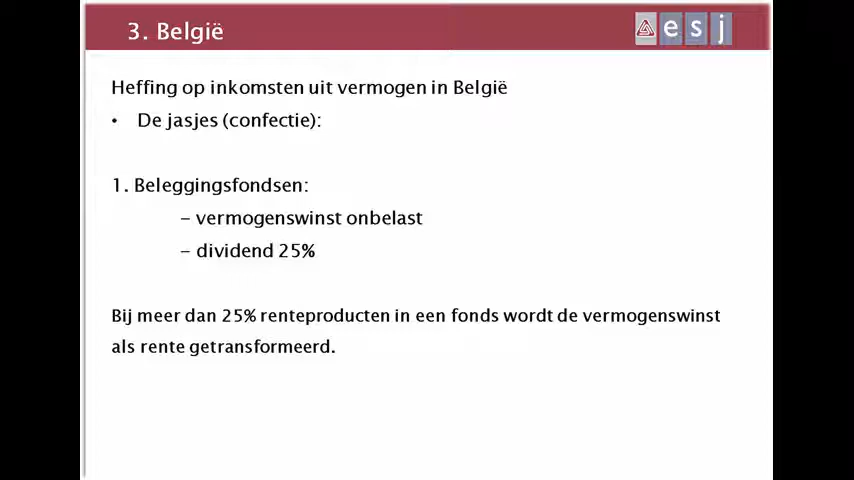 3. België
esj
Heffing op inkomsten uit vermogen in België
• De jasjes (confectie):
1. Beleggingsfondsen:
– vermogenswinst onbelast
– dividend 25%
Bij meer dan 25% renteproducten in een fonds wordt de vermogenswinst
als rente getransformeerd.